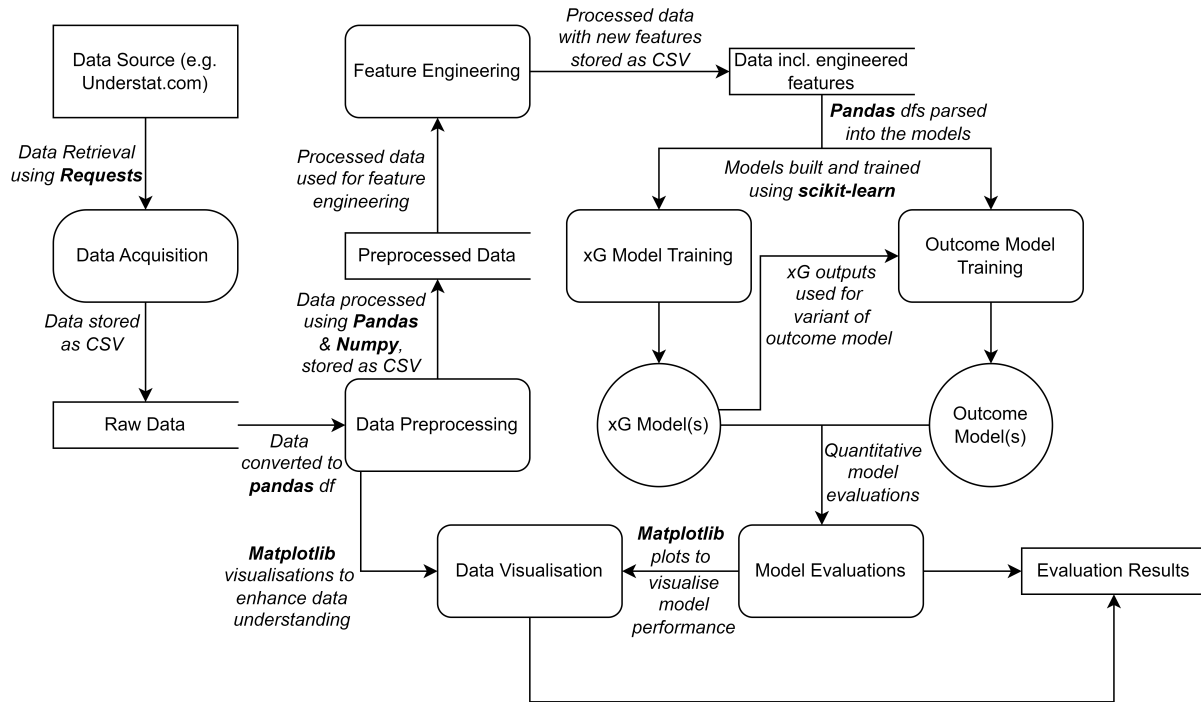 Data Source (e.g.
Understat.com)
Data Retrieval
using Requests
Data Acquisition
Data stored
as CSV
Raw Data
Data
converted to
pandas df
Data Preprocessing
Data processed
using Pandas
& Numpy,
stored as CSV
Preprocessed Data
Processed data
used for feature
engineering
Feature Engineering
Processed data
with new features
stored as CSV
Data incl. engineered
features
Pandas dfs parsed
into the models
Models built and trained
using scikit-learn
xG Model Training
Outcome Model
Training
xG outputs
used for
variant of
outcome model
xG Model(s)
Outcome
Model(s)
Quantitative
model
evaluations
Matplotlib
visualisations to
enhance data
understanding
Data Visualisation
Matplotlib
plots to
visualise
model
performance
Model Evaluations
Evaluation Results